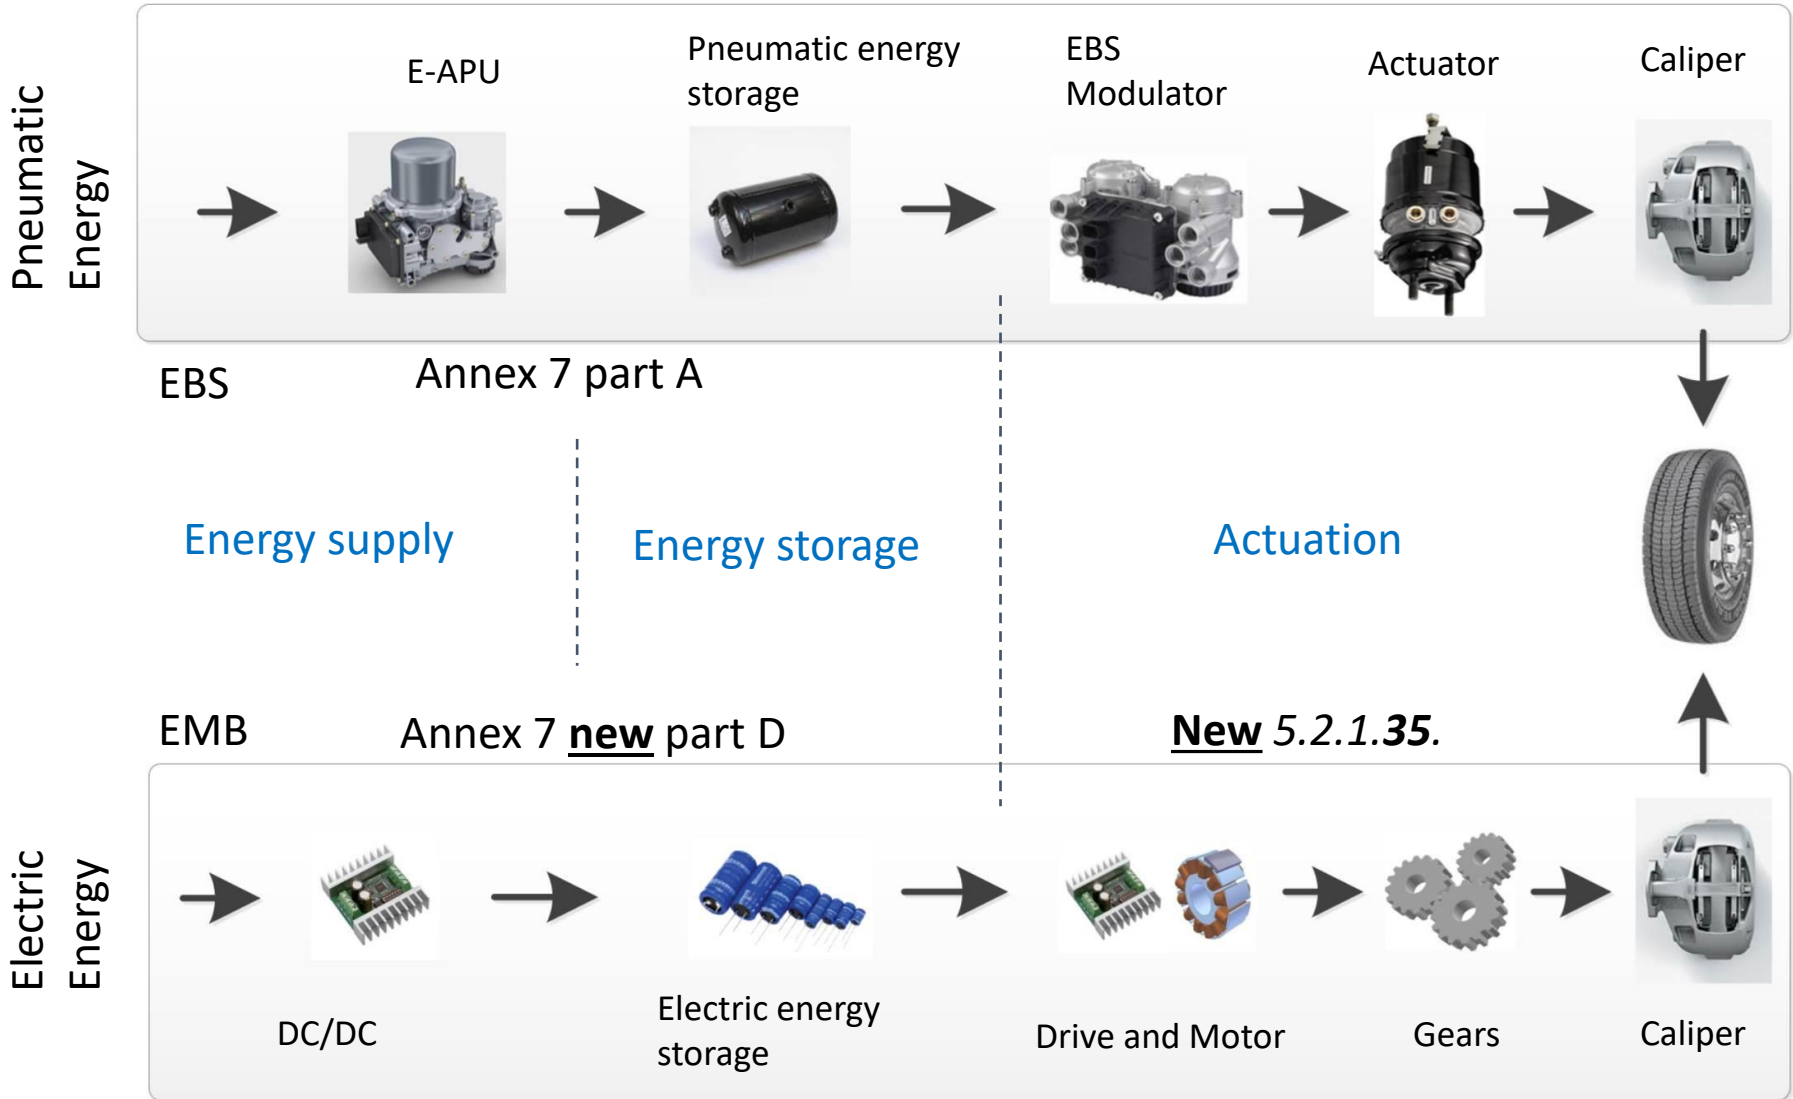 Pneumatic
Energy
E-APU
Pneumatic energy
storage
EBS
Modulator
Actuator
Caliper
EBS
Annex 7 part A
Energy supply
Energy storage
Actuation
EMB
Annex 7 new part D
New 5.2.1.35.
Electric
Energy
DC/DC
Electric energy
storage
Drive and Motor
Gears
Caliper